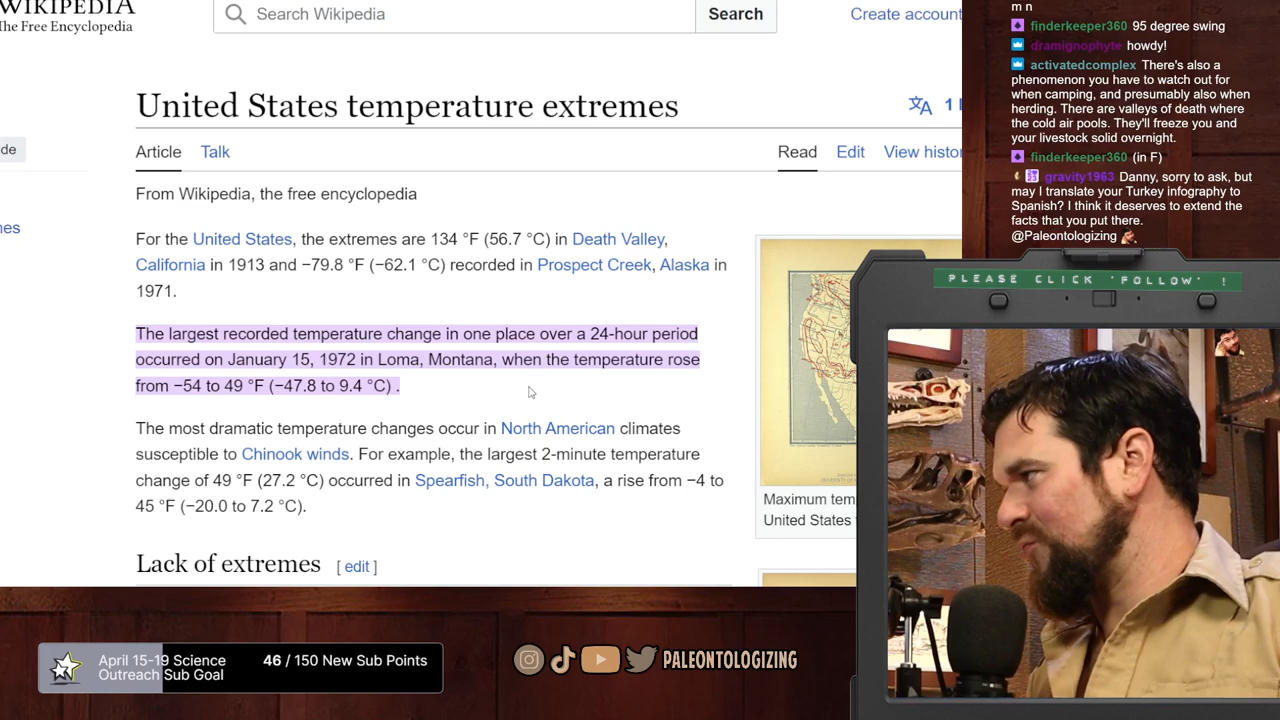 WIKIPEDIA
The Free Encyclopedia
Search Wikipedia
Search
Create account
United States temperature extremes
Article
Talk
Read
Edit
From Wikipedia, the free encyclopedia
For the United States, the extremes are 134 °F (56.7 °C) in Death Valley,
California in 1913 and −79.8 °F (−62.1 °C) recorded in Prospect Creek, Alaska in
1971.
The largest recorded temperature change in one place over a 24-hour period
occurred on January 15, 1972 in Loma, Montana, when the temperature rose
from −54 to 49 °F (−47.8 to 9.4 °C) .
The most dramatic temperature changes occur in North American climates
susceptible to Chinook winds. For example, the largest 2-minute temperature
change of 49 °F (27.2 °C) occurred in Spearfish, South Dakota, a rise from −4 to
45 °F (−20.0 to 7.2 °C).
Maximum tem
United States
Lack of extremes [ edit ]
m n
finderkeeper360 95 degree swing
dramignophyte howdy!
activatedcomplex There's also a
phenomenon you have to watch out for
when camping, and presumably also when
herding. There are valleys of death where
the cold air pools. They'll freeze you and
your livestock solid overnight.
finderkeeper360 (in F)
gravity1963 Danny, sorry to ask, but
may I translate your Turkey infography to
Spanish? I think it deserves to extend the
facts that you put there.
@Paleontologizing
PLEASE CLICK 'FOLLOW' !
April 15-19 Science
Outreach Sub Goal
46 / 150 New Sub Points
PALEONTOLOGIZING